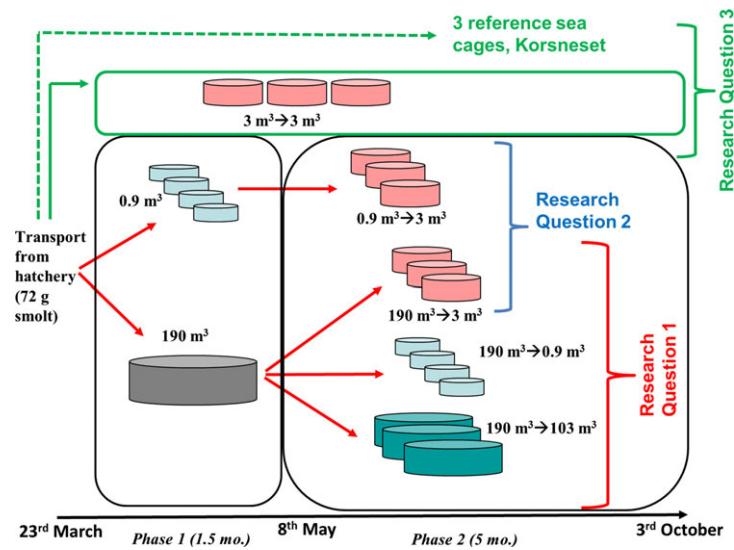 3 reference sea
cages, Korsneset
Research Question 3
3 m³→3 m³
0.9 m³
0.9 m³→3 m³
Research
Question 2
Transport
from
hatchery
(72 g
smolt)
190 m³
190 m³→3 m³
190 m³→0.9 m³
Research
Question 1
190 m³→103 m³
23rd March
Phase 1 (1.5 mo.)
8th May
Phase 2 (5 mo.)
3rd October